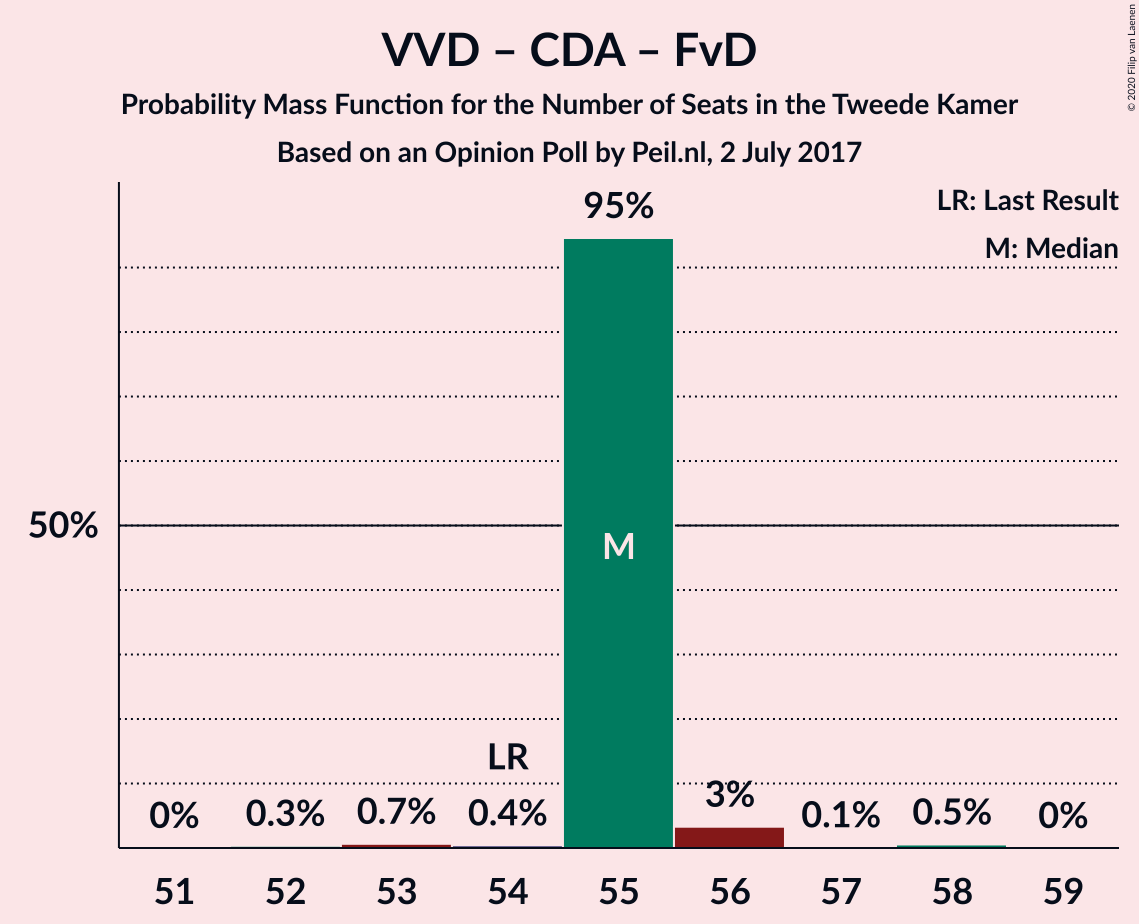 VVD – CDA – FvD
Probability Mass Function for the Number of Seats in the Tweede Kamer
Based on an Opinion Poll by Peil.nl, 2 July 2017
© 2020 Filip van Laenen
LR: Last Result
M: Median
95%
50%
M
LR
0% 0.3% 0.7% 0.4% 3% 0.1% 0.5% 0%
51 52 53 54 55 56 57 58 59